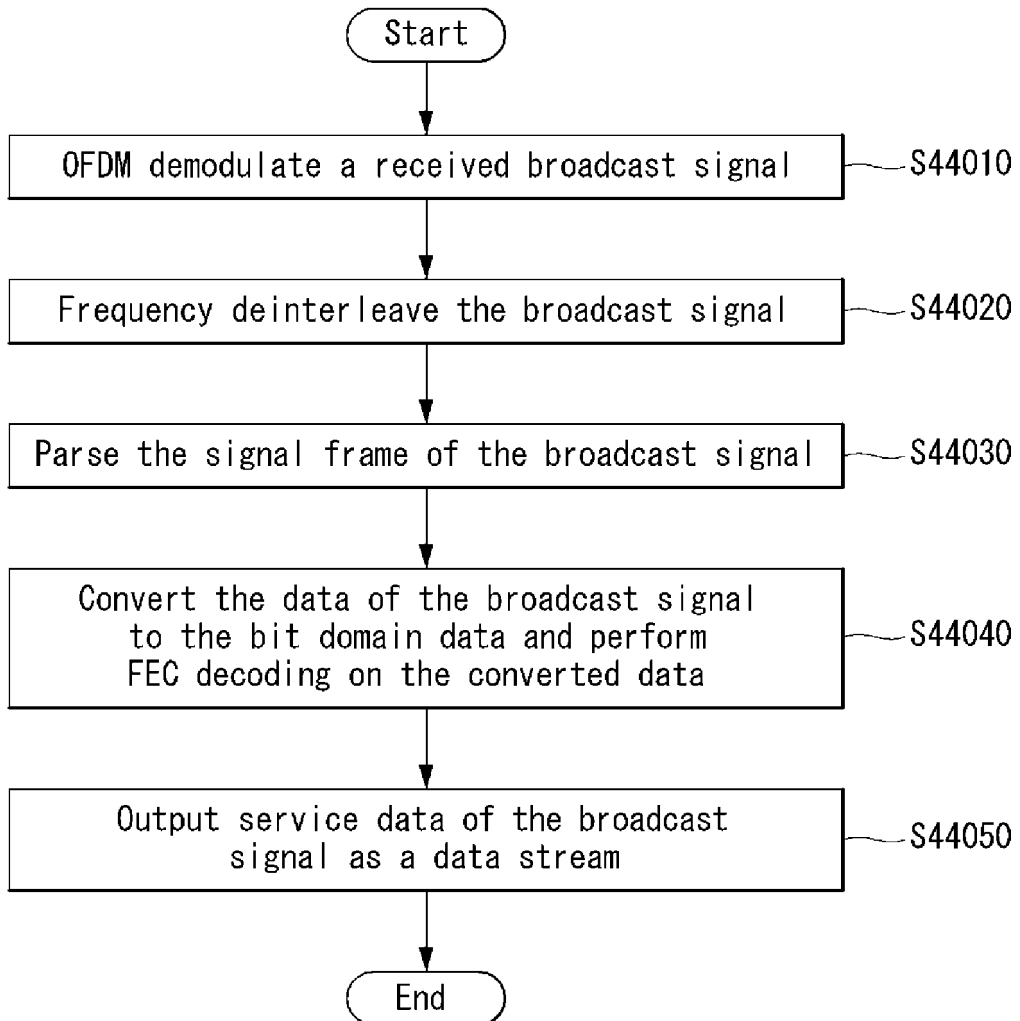 Start
OFDM demodulate a received broadcast signal
S44010
Frequency deinterleave the broadcast signal
S44020
Parse the signal frame of the broadcast signal
S44030
Convert the data of the broadcast signal
to the bit domain data and perform
FEC decoding on the converted data
S44040
Output service data of the broadcast
signal as a data stream
S44050
End